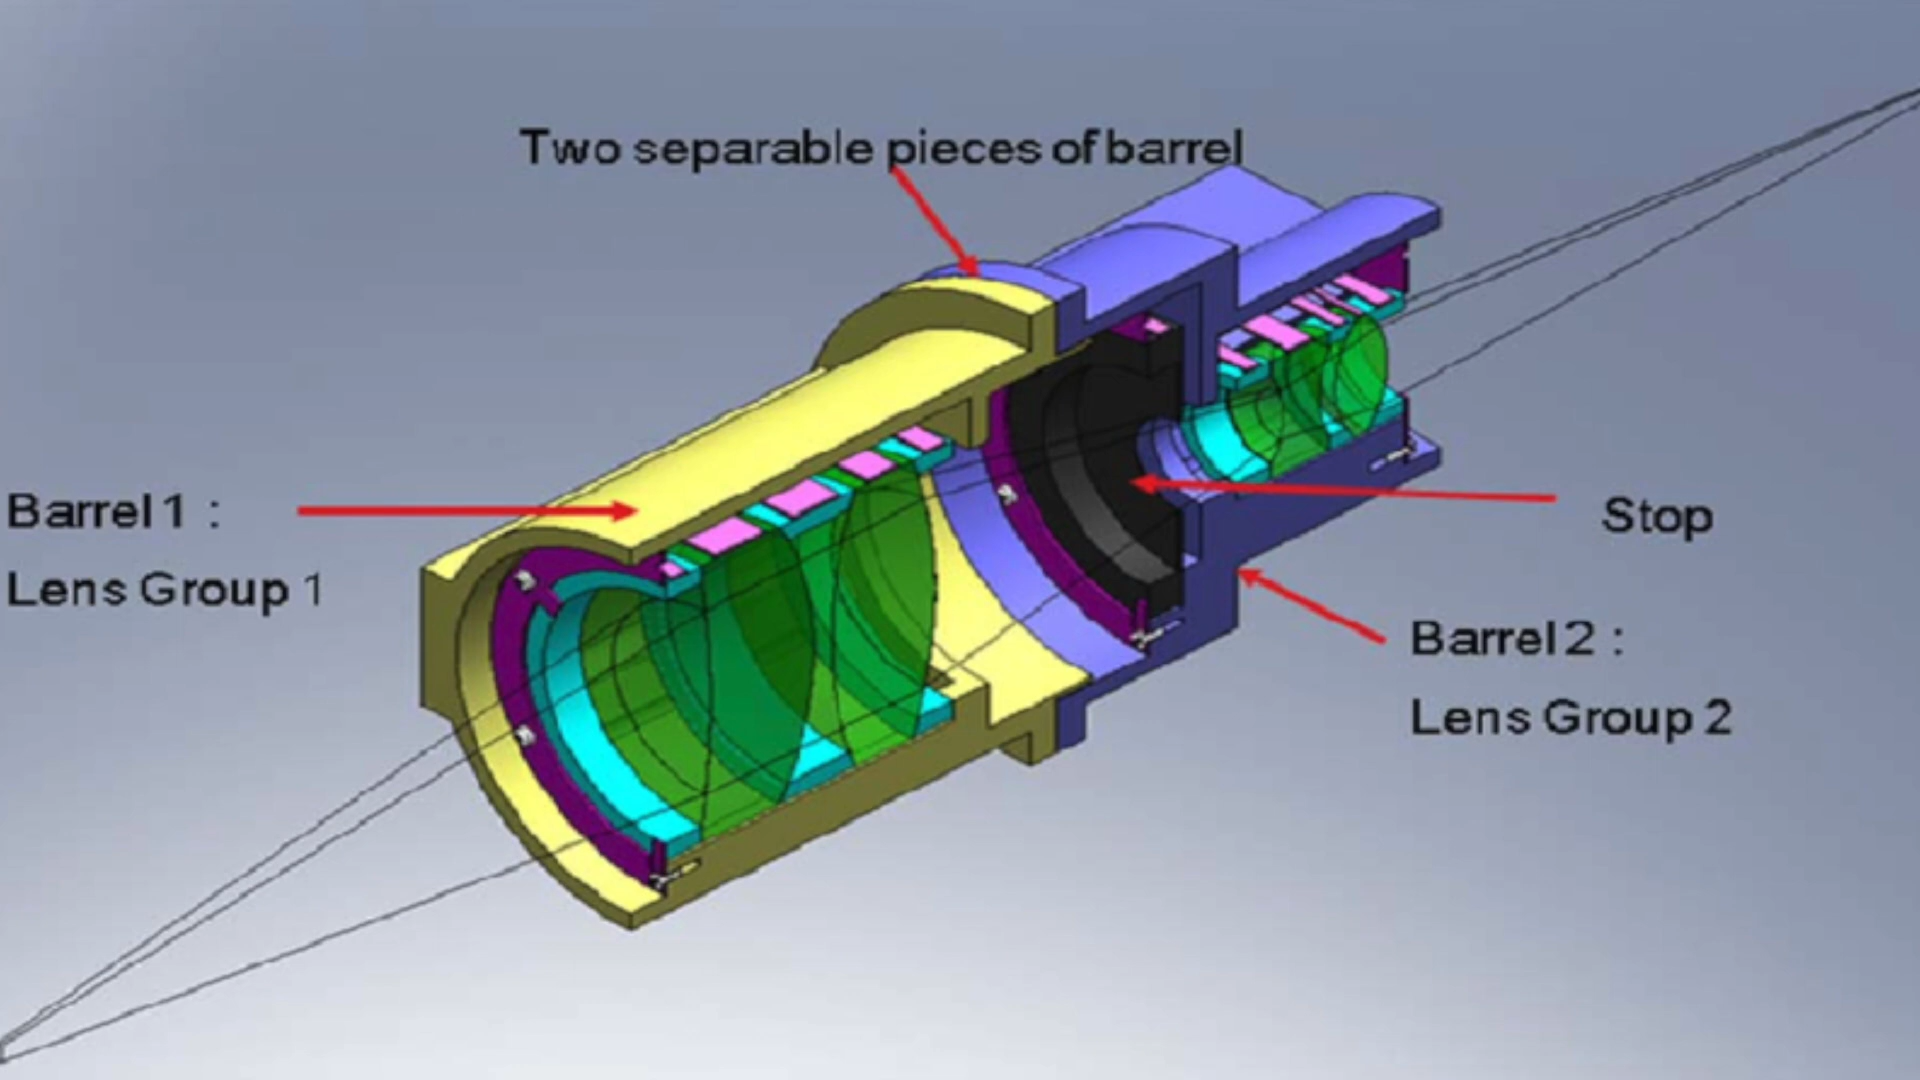 Two separable pieces of barrel
Barrel 1 :
Lens Group 1
Stop
Barrel 2 :
Lens Group 2